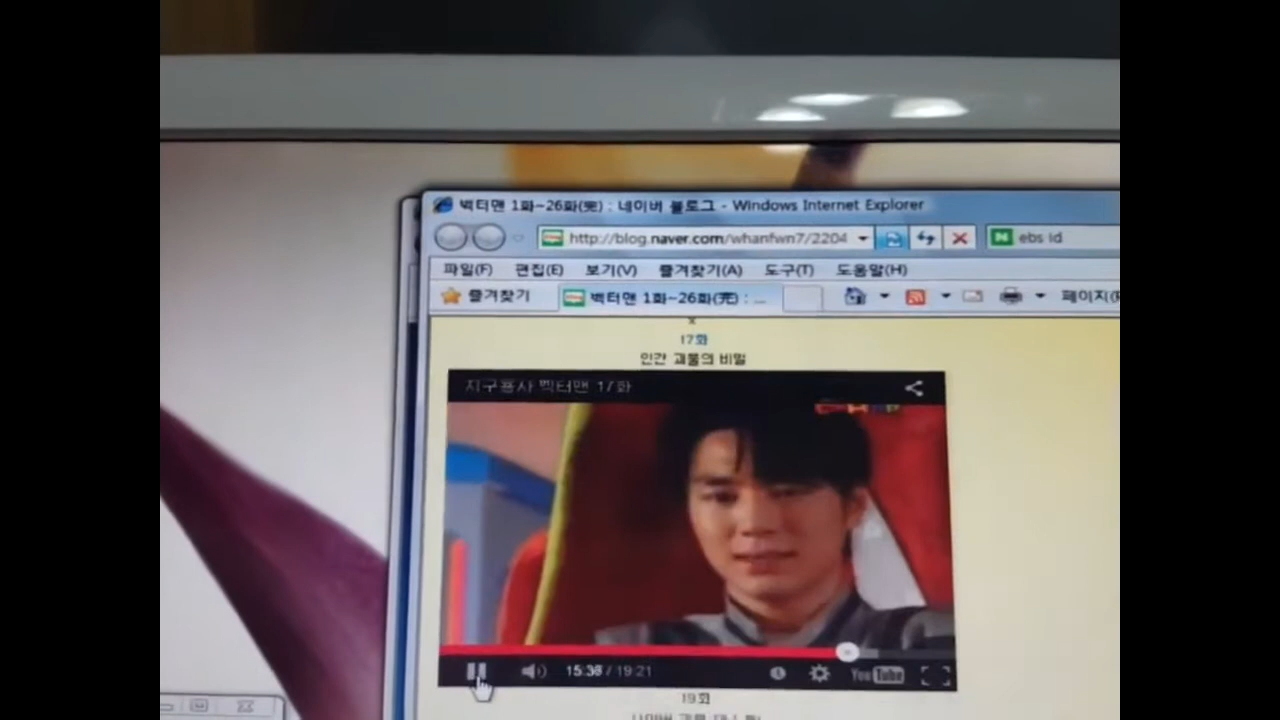 벡터맨 1화~26화(完) : 네이버 블로그 - Windows Internet Explorer
http://blog.naver.com/whanfwn7/2204
ebs id
파일(F) 편집(E) 보기(V) 즐겨찾기(A) 도구(T) 도움말(H)
즐겨찾기 벡터맨 1화~26화(完) : ...
17화
인간 괴물의 비밀
지구용사 벡터맨 17화
15:36 / 19:21
YouTube
19화